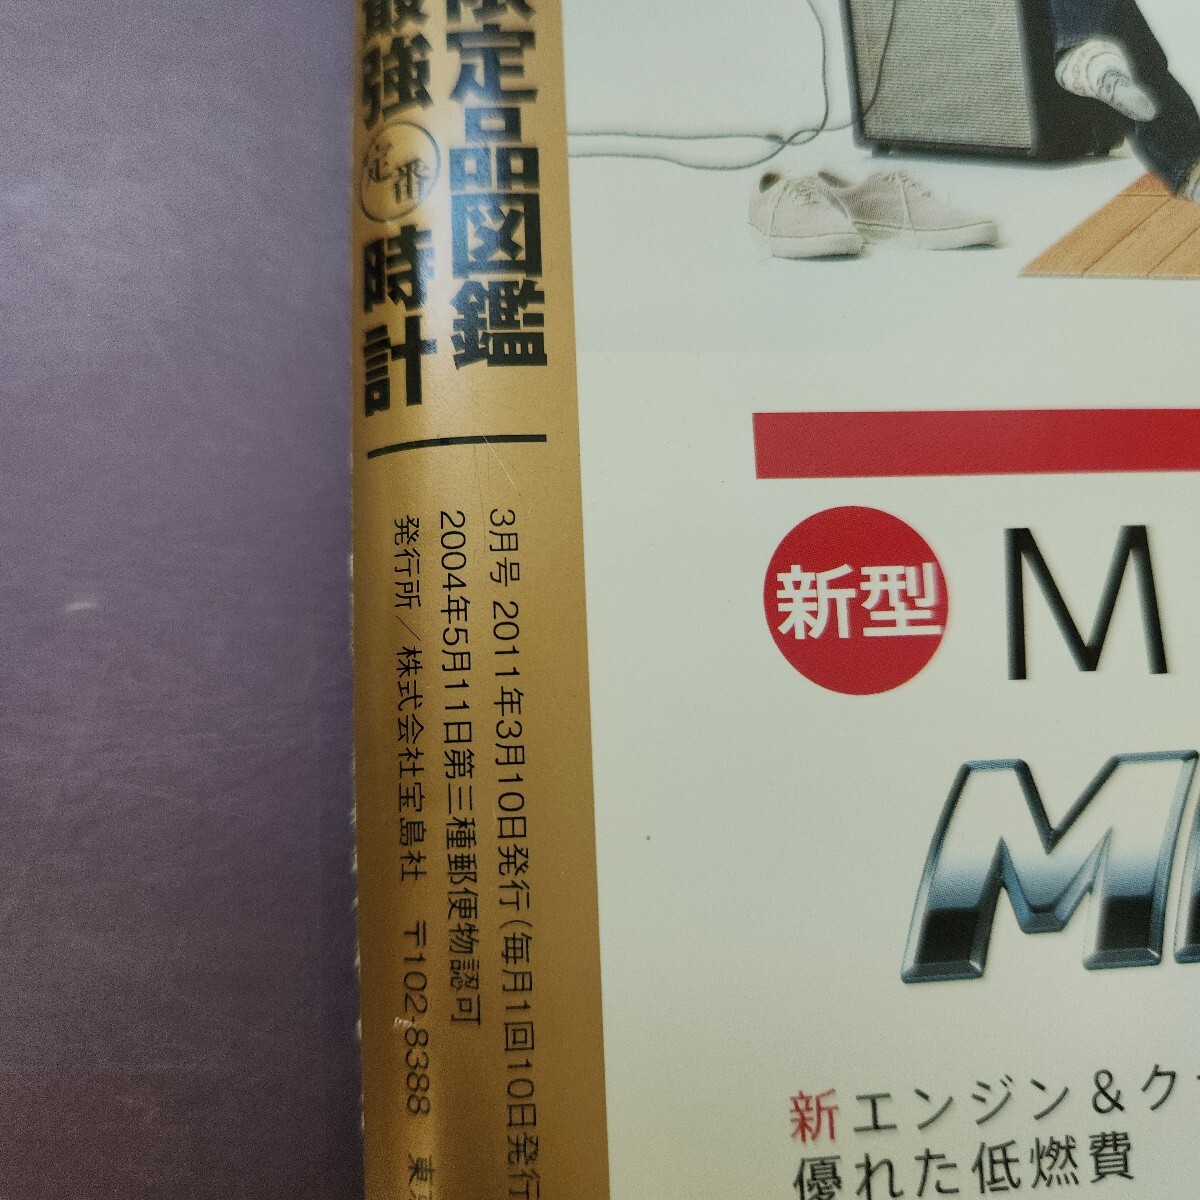 限定品図鑑
最強定番時計
3月号 2011年3月10日発行(毎月1回10日発行
2004年5月11日第三種郵便物認可
発行所/株式会社宝島社 〒102-8388 東
新型 M
M
新エンジン&ク
優れた低燃費